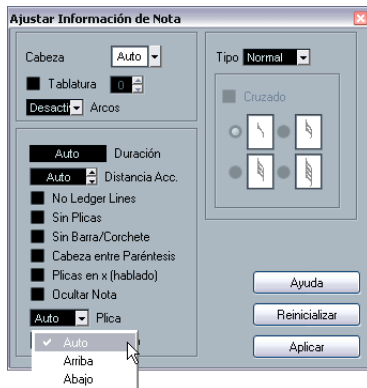 Ajustar Información de Nota
Cabeza Auto
Tablatura 0
Desacti Arcos
Auto Duración
Auto Distancia Acc.
No Ledger Lines
Sin Plicas
Sin Barra/Corchete
Cabeza entre Paréntesis
Plicas en x (hablado)
Ocultar Nota
Auto Plica
Auto
Arriba
Abajo
Tipo Normal
Cruzado
Ayuda
Reinicializar
Aplicar